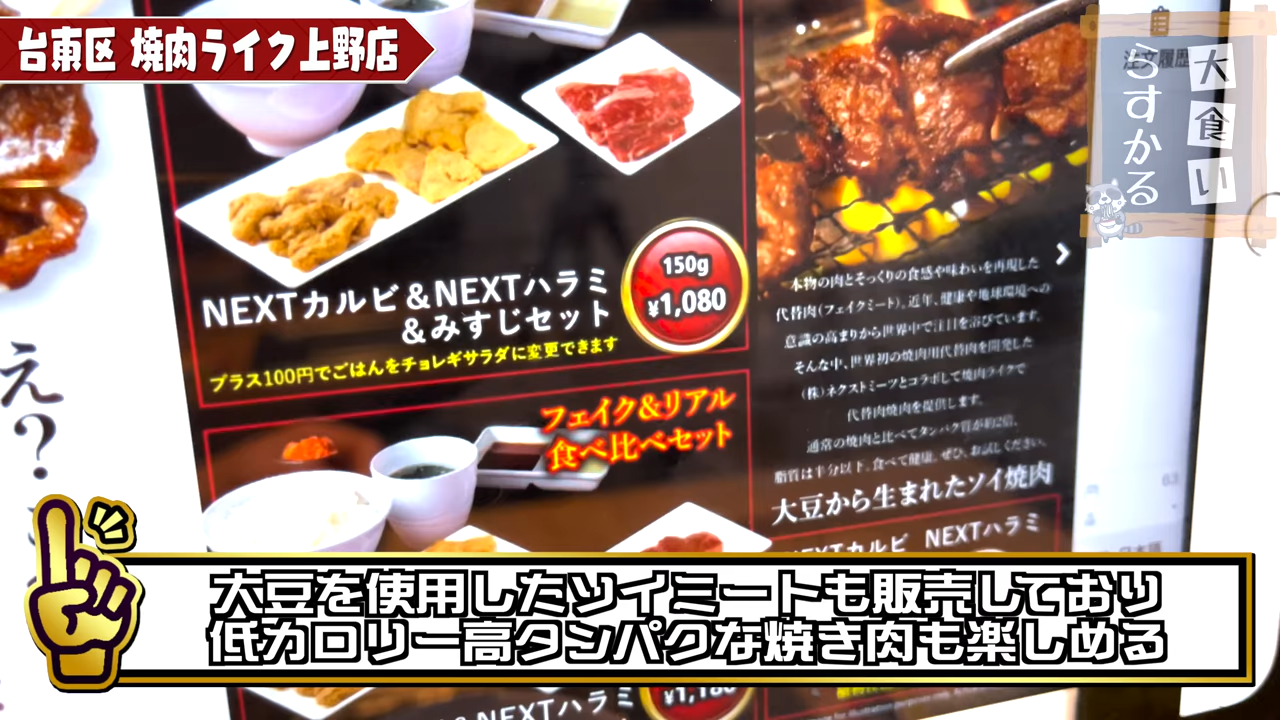 台東区 焼肉ライク上野店
注文履歴
大食い
らすかる
NEXTカルビ&NEXTハラミ
&みすじセット
150g
¥1,080
プラス100円でごはんをチョレギサラダに変更できます
フェイク&リアル
食べ比べセット
本物の肉とそっくりの食感や味わいを再現した
代替肉(フェイクミート)。近年、健康や地球環境への
意識の高まりから世界中で注目を浴びています。
そんな中、世界初の焼肉用代替肉を開発した
(株)ネクストミーツとコラボして焼肉ライクで
代替肉焼肉を提供します。
通常の焼肉と比べてタンパク質が約2倍、
脂質は半分以下。食べて健康。ぜひ、お試しください。
大豆から生まれたソイ焼肉
NEXTカルビ NEXTハラミ
え?
大豆を使用したソイミートも販売しており
低カロリー高タンパクな焼き肉も楽しめる
NEXTハラミ
¥1,180